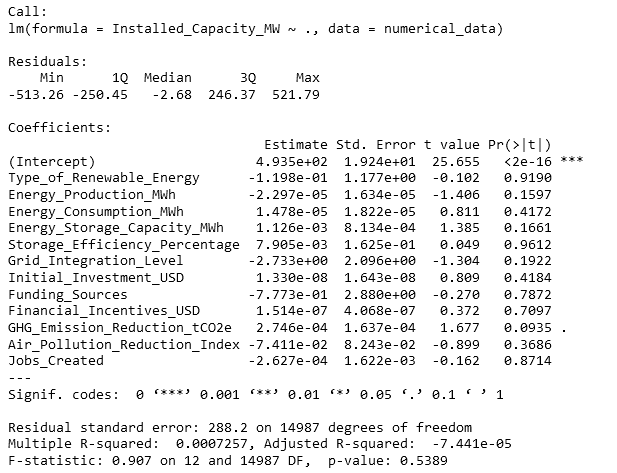 Call:
lm(formula = Installed_Capacity_MW ~ ., data = numerical_data)

Residuals:
    Min      1Q  Median      3Q     Max
-513.26 -250.45   -2.68  246.37  521.79

Coefficients:
                                Estimate Std. Error t value Pr(>|t|)
(Intercept)                    4.935e+02  1.924e+01  25.655   <2e-16 ***
Type_of_Renewable_Energy      -1.198e-01  1.177e+00  -0.102   0.9190
Energy_Production_MWh         -2.297e-05  1.634e-05  -1.406   0.1597
Energy_Consumption_MWh         1.478e-05  1.822e-05   0.811   0.4172
Energy_Storage_Capacity_MWh    1.126e-03  8.134e-04   1.385   0.1661
Storage_Efficiency_Percentage  7.905e-03  1.625e-01   0.049   0.9612
Grid_Integration_Level        -2.733e+00  2.096e+00  -1.304   0.1922
Initial_Investment_USD         1.330e-08  1.643e-08   0.809   0.4184
Funding_Sources               -7.773e-01  2.880e+00  -0.270   0.7872
Financial_Incentives_USD       1.514e-07  4.068e-07   0.372   0.7097
GHG_Emission_Reduction_tCO2e   2.746e-04  1.637e-04   1.677   0.0935 .
Air_Pollution_Reduction_Index -7.411e-02  8.243e-02  -0.899   0.3686
Jobs_Created                  -2.627e-04  1.622e-03  -0.162   0.8714
---
Signif. codes:  0 ‘***’ 0.001 ‘**’ 0.01 ‘*’ 0.05 ‘.’ 0.1 ‘ ’ 1

Residual standard error: 288.2 on 14987 degrees of freedom
Multiple R-squared:  0.0007257, Adjusted R-squared:  -7.441e-05
F-statistic: 0.907 on 12 and 14987 DF,  p-value: 0.5389